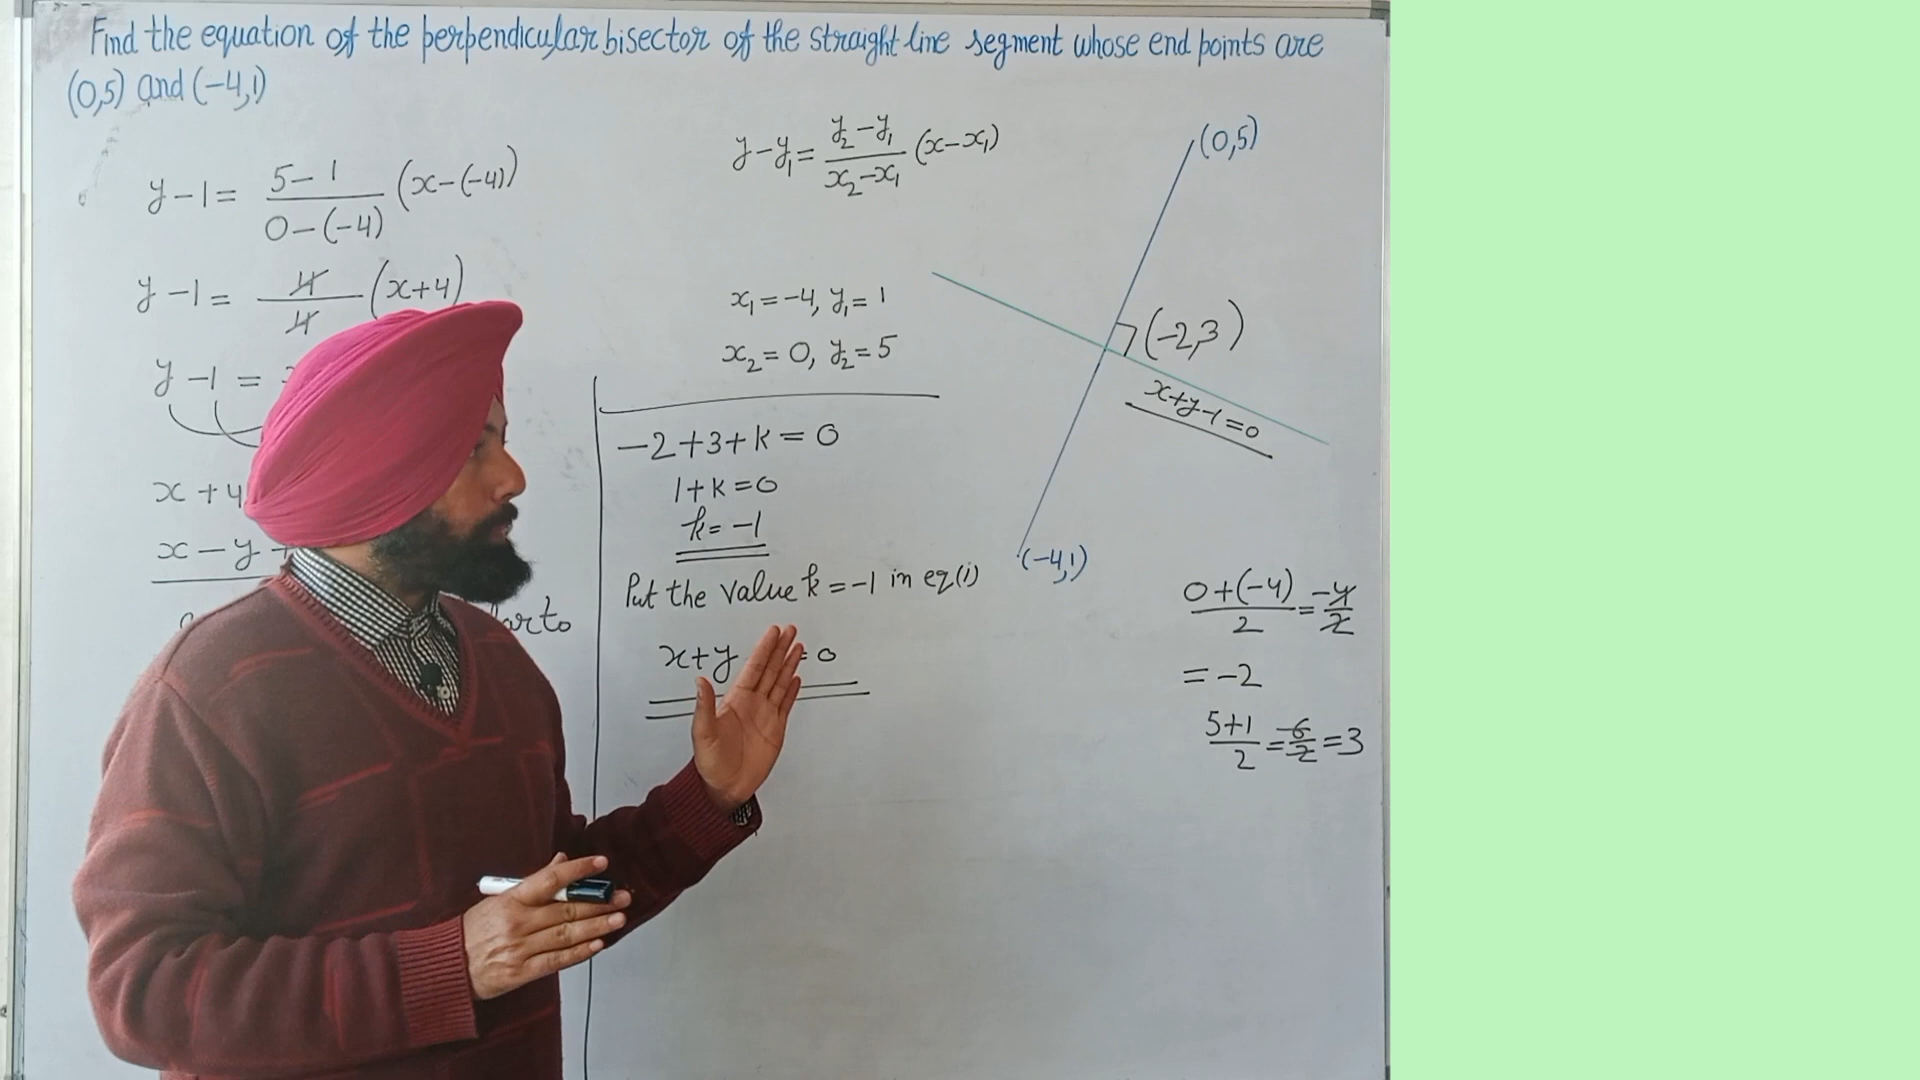 Find the equation of the perpendicular bisector of the straight line segment whose end points are
(0,5) and (-4,1)
y-1 = 5-1 / 0-(-4) (x-(-4))
y-1 = 4/4 (x+4)
y-1 =
x+4
x-y+
lar to
y-y₁ = y₂-y₁ / x₂-x₁ (x-x₁)
x₁=-4, y₁=1
x₂=0, y₂=5
-2+3+k=0
1+k=0
k=-1
Put the value k=-1 in eq(i)
x+y =0
(0,5)
(-2,3)
x+y-1=0
(-4,1)
0+(-4) / 2 = -4/2
= -2
5+1 / 2 = 6/2 = 3